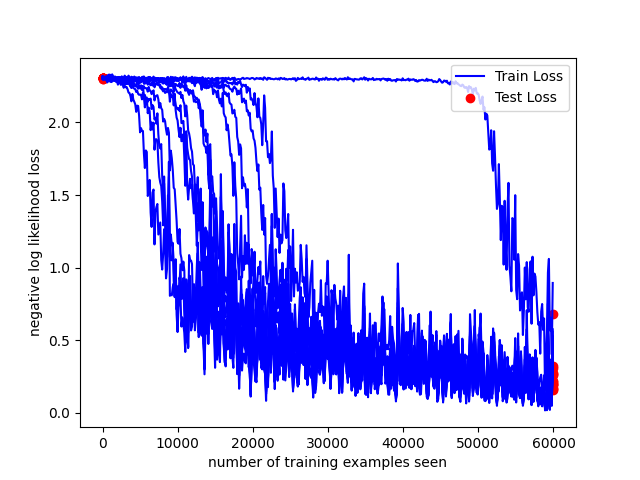 Train Loss
Test Loss
2.0
1.5
1.0
0.5
0.0
negative log likelihood loss
0 10000 20000 30000 40000 50000 60000
number of training examples seen